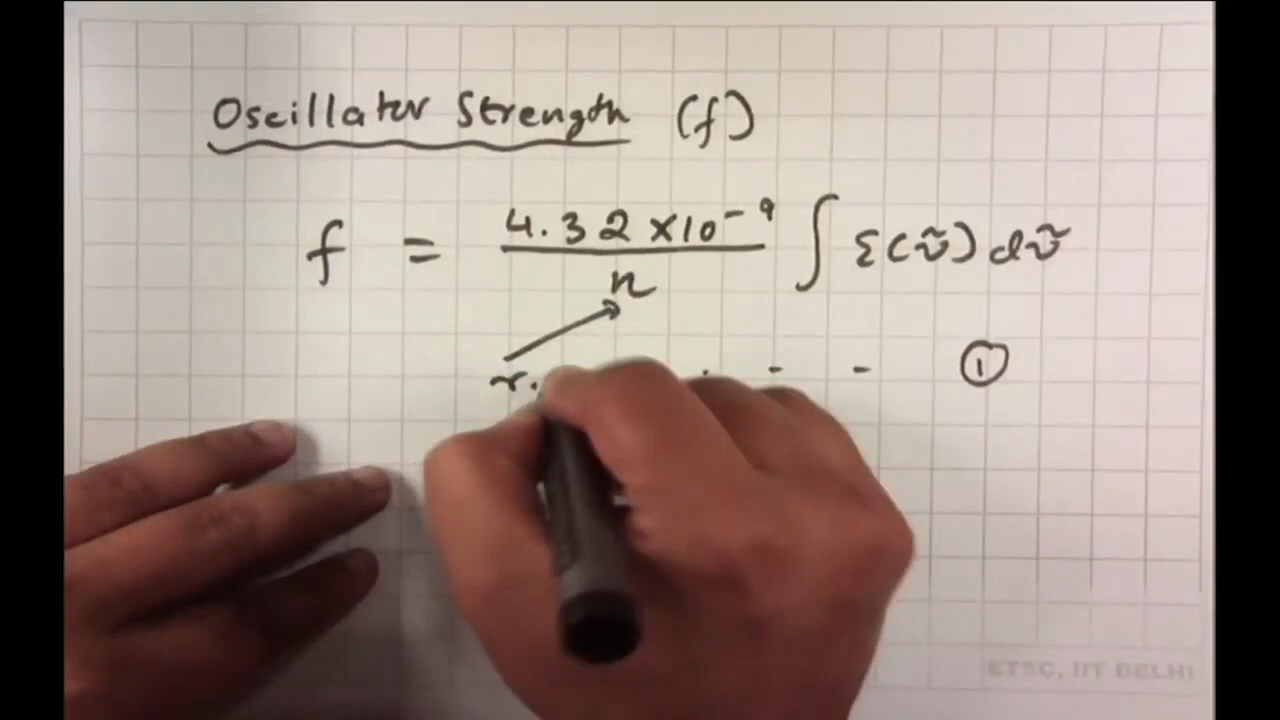 Oscillator Strength (f)
f = 4.32 × 10⁻⁹ / n ∫ ε(ṽ) dṽ
r. . - - ①
ETSC, IIT DELHI